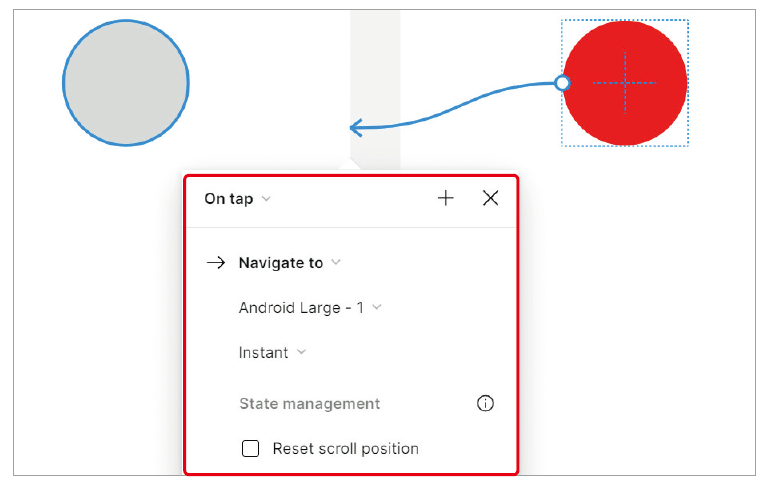 On tap
Navigate to
Android Large - 1
Instant
State management
Reset scroll position